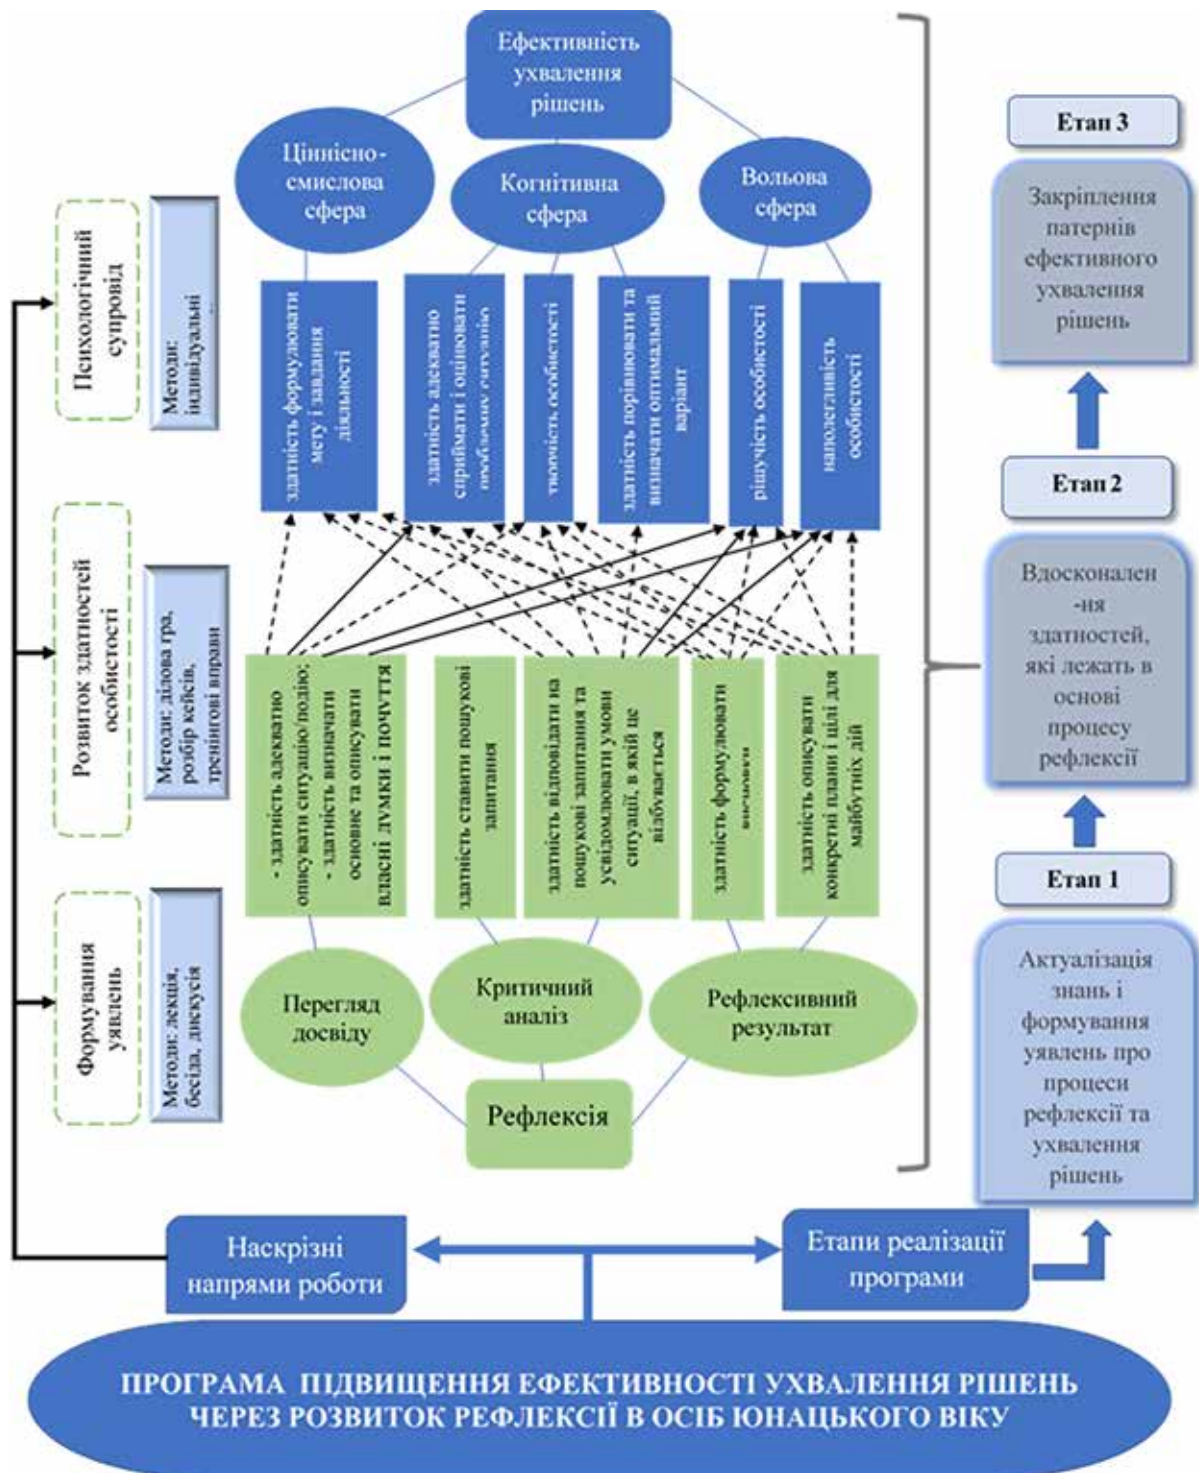 Ефективність
ухвалення
рішень
Ціннісно-
смислова
сфера
Когнітивна
сфера
Вольова
сфера
Етап 3
Закріплення
патернів
ефективного
ухвалення
рішень
Психологічний
супровід
Методи:
індивідуальні
здатність формулювати
мету і завдання
діяльності
здатність адекватно
сприймати і оцінювати
проблемну ситуацію
творчість особистості
здатність порівнювати та
визначати оптимальний
варіант
рішучість особистості
наполегливість
особистості
Етап 2
Вдосконален
-ня
здатностей,
які лежать в
основі
процесу
рефлексії
Розвиток здатностей
особистості
Методи: ділова гра,
розбір кейсів,
тренінгові вправи
- здатність адекватно
описувати ситуацію/подію;
- здатність визначати
основне та описувати
власні думки і почуття
здатність ставити пошукові
запитання
здатність відповідати на
пошукові запитання та
усвідомлювати умови
ситуації, в якій це
відбувається
здатність формулювати
здатність описувати
конкретні плани і цілі для
майбутніх дій
Етап 1
Актуалізація
знань і
формування
уявлень про
процеси
рефлексії та
ухвалення
рішень
Формування
уявлень
Методи: лекція,
бесіда, дискусія
Перегляд
досвіду
Критичний
аналіз
Рефлексивний
результат
Рефлексія
Наскрізні
напрями роботи
Етапи реалізації
програми
ПРОГРАМА ПІДВИЩЕННЯ ЕФЕКТИВНОСТІ УХВАЛЕННЯ РІШЕНЬ
ЧЕРЕЗ РОЗВИТОК РЕФЛЕКСІЇ В ОСІБ ЮНАЦЬКОГО ВІКУ